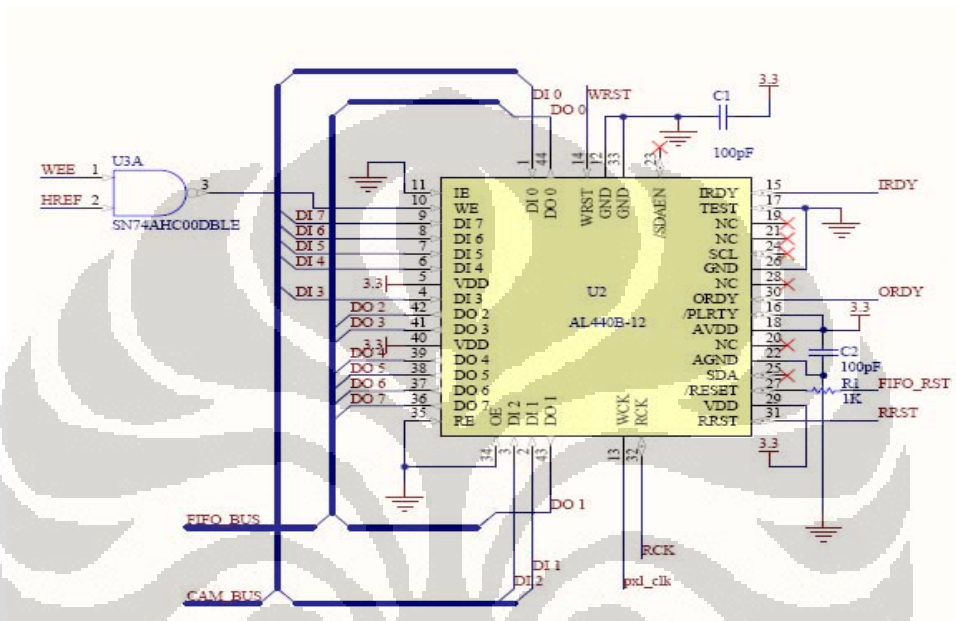 DI 0
WRST
DO 0
C1
3.3
100pF
U3A
WEE 1
HREF 2
3
SN74AHC00DBLE
1
44
14
12
33
23
11
10
9
8
7
6
5
4
42
41
40
39
38
37
36
35
DI 7
DI 6
DI 5
DI 4
3.3
DI 3
DO 2
DO 3
3.3
DO 4
DO 5
DO 6
DO 7
IE
WE
DI 7
DI 6
DI 5
DI 4
VDD
DI 3
DO 2
DO 3
VDD
DO 4
DO 5
DO 6
DO 7
RE
DI 0
DO 0
WRST
GND
GND
/SDAEN
U2
AL440B-12
OE
DI 2
DI 1
DO 1
WCK
RCK
IRDY
TEST
NC
NC
SCL
GND
NC
ORDY
/PLRTY
AVDD
NC
AGND
SDA
/RESET
VDD
RRST
15
17
19
21
24
26
28
30
16
18
20
22
25
27
29
31
IRDY
ORDY
3.3
C2
100pF
R1
1K
FIFO_RST
RRST
3.3
34
3
2
43
13
32
DO 1
RCK
DI 1
DI 2
pxl_clk
FIFO_BUS
CAM_BUS